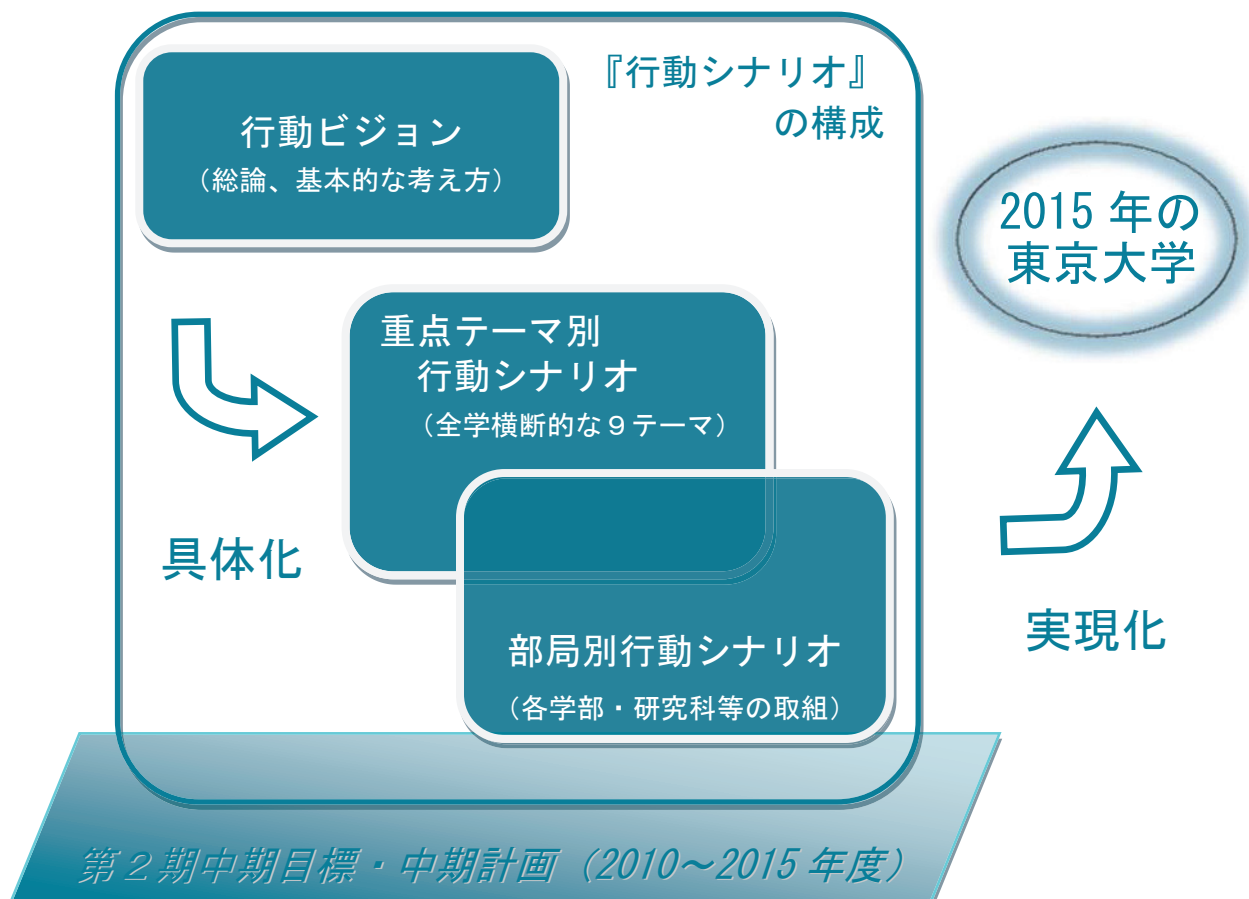 『行動シナリオ』
の構成
行動ビジョン
（総論、基本的な考え方）
2015 年の
東京大学
重点テーマ別
行動シナリオ
（全学横断的な９テーマ）
具体化
部局別行動シナリオ
（各学部・研究科等の取組）
実現化
第２期中期目標・中期計画（2010～2015 年度）